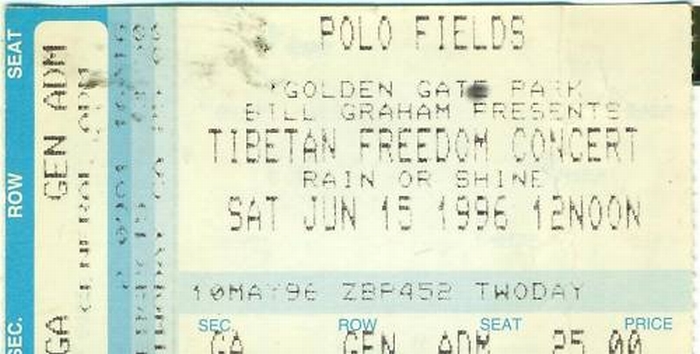 POLO FIELDS
GOLDEN GATE PARK
BILL GRAHAM PRESENTS
TIBETAN FREEDOM CONCERT
RAIN OR SHINE
SAT JUN 15 1996 12NOON
10MAY96 ZBP452 TWODAY
SEC. ROW SEAT PRICE
GA GEN ADM 25.00
SEC. ROW SEAT
GA GEN ADM